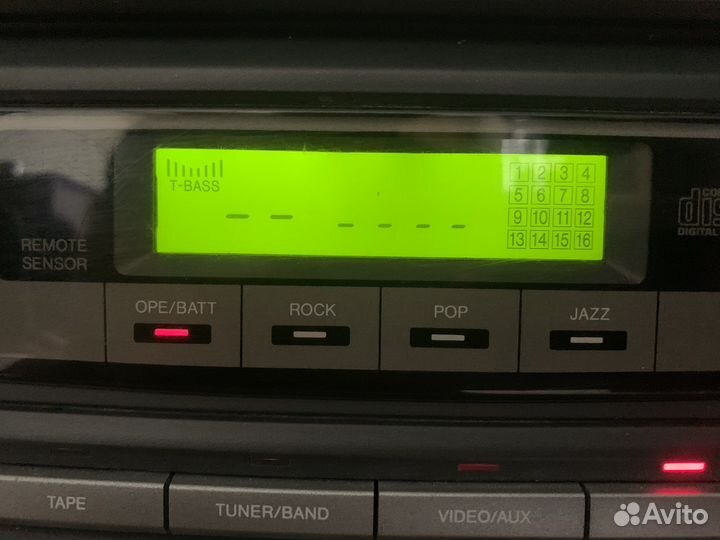 T-BASS
1 2 3 4
5 6 7 8
9 10 11 12
13 14 15 16
DIGITAL
REMOTE
SENSOR
OPE/BATT
ROCK
POP
JAZZ
TAPE
TUNER/BAND
VIDEO/AUX
Avito